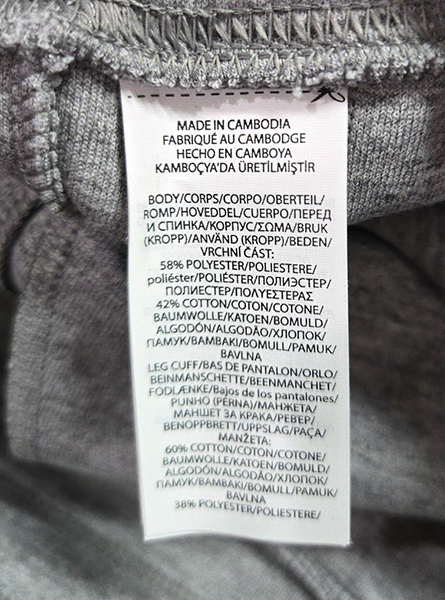 MADE IN CAMBODIA
FABRIQUÉ AU CAMBODGE
HECHO EN CAMBOYA
KAMBOÇYA'DA ÜRETİLMİŞTİR
BODY/CORPS/CORPO/OBERTEIL/
ROMP/HOVEDDEL/CUERPO/ПЕРЕД
И СПИНКА/КОРПУС/ΣΩΜΑ/BRUK
(KROPP)/ANVÄND (KROPP)/BEDEN/
VRCHNÍ ČÁST:
58% POLYESTER/POLIESTERE/
poliéster/POLIÉSTER/ПОЛИЭСТЕР/
ПОЛИЕСТЕР/ΠΟΛΥΕΣΤΕΡΑΣ
42% COTTON/COTON/COTONE/
BAUMWOLLE/KATOEN/BOMULD/
ALGODÓN/ALGODÃO/ХЛОПОК/
ПАМУК/ΒΑΜΒΑΚΙ/BOMULL/PAMUK/
BAVLNA
LEG CUFF/BAS DE PANTALON/ORLO/
BEINMANSCHETTE/BEENMANCHET/
FODLÆNKE/Bajos de los pantalones/
PUNHO (PERNA)/МАНЖЕТА/
МАНШЕТ ЗА КРАКА/ΡΕΒΕΡ/
BENOPPBRETT/UPPSLAG/PAÇA/
MANŽETA:
60% COTTON/COTON/COTONE/
BAUMWOLLE/KATOEN/BOMULD/
ALGODÓN/ALGODÃO/ХЛОПОК/
ПАМУК/ΒΑΜΒΑΚΙ/BOMULL/PAMUK/
BAVLNA
38% POLYESTER/POLIESTERE/